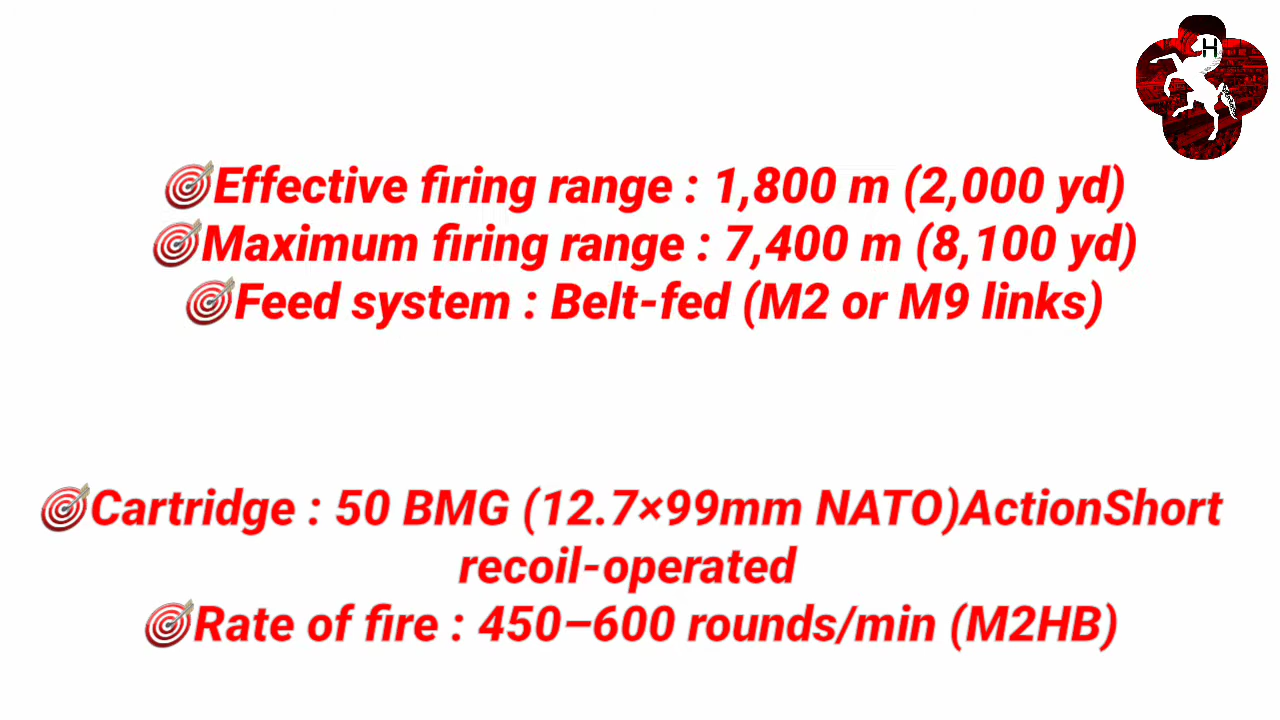 H
🎯Effective firing range : 1,800 m (2,000 yd)
🎯Maximum firing range : 7,400 m (8,100 yd)
🎯Feed system : Belt-fed (M2 or M9 links)
🎯Cartridge : 50 BMG (12.7×99mm NATO)ActionShort
recoil-operated
🎯Rate of fire : 450–600 rounds/min (M2HB)